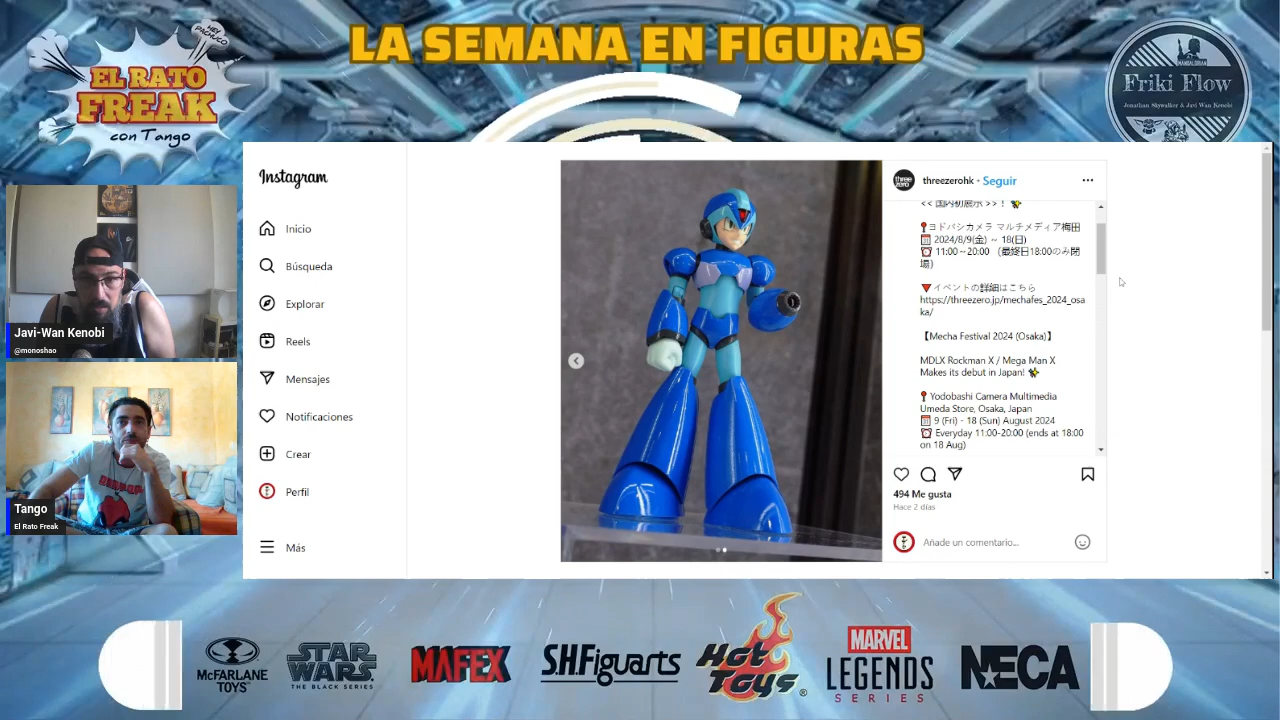 LA SEMANA EN FIGURAS
HEY
PACHUCO
EL RATO
FREAK
con Tango
MANDALORIAN
Friki Flow
Jonathan Skywalker & Javi Wan Kenobi
Instagram
Inicio
Búsqueda
Explorar
Reels
Mensajes
Notificaciones
Crear
Perfil
Más
three
zero
threezerohk • Seguir
<< 国内初展示 >>！
ヨドバシカメラ マルチメディア梅田
2024/8/9(金) ~ 18(日)
11:00～20:00 （最終日18:00のみ閉
場)
イベントの詳細はこちら
https://threezero.jp/mechafes_2024_osa
ka/
【Mecha Festival 2024 (Osaka)】
MDLX Rockman X / Mega Man X
Makes its debut in Japan!
Yodobashi Camera Multimedia
Umeda Store, Osaka, Japan
9 (Fri) - 18 (Sun) August 2024
Everyday 11:00-20:00 (ends at 18:00
on 18 Aug)
494 Me gusta
Hace 2 días
Añade un comentario...
Javi-Wan Kenobi
@monoshao
Tango
El Rato Freak
McFARLANE
TOYS™
STAR
WARS
THE BLACK SERIES
MAFEX
S.H.Figuarts
Hot
Toys®
MARVEL
LEGENDS
SERIES
NECA